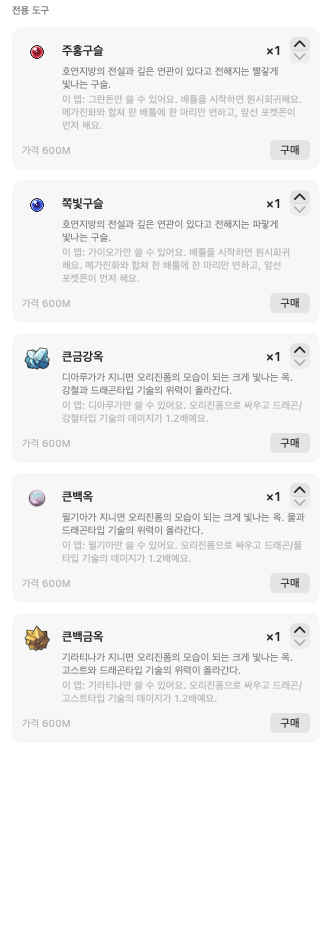 전용 도구
주홍구슬
×1
호연지방의 전설과 깊은 연관이 있다고 전해지는 빨갛게
빛나는 구슬.
이 앱: 그란돈만 쓸 수 있어요. 배틀을 시작하면 원시회귀해요.
메가진화와 합쳐 한 배틀에 한 마리만 변하고, 앞선 포켓몬이
먼저 해요.
가격 600M
구매
쪽빛구슬
×1
호연지방의 전설과 깊은 연관이 있다고 전해지는 파랗게
빛나는 구슬.
이 앱: 가이오가만 쓸 수 있어요. 배틀을 시작하면 원시회귀
해요. 메가진화와 합쳐 한 배틀에 한 마리만 변하고, 앞선
포켓몬이 먼저 해요.
가격 600M
구매
큰금강옥
×1
디아루가가 지니면 오리진폼의 모습이 되는 크게 빛나는 옥.
강철과 드래곤타입 기술의 위력이 올라간다.
이 앱: 디아루가만 쓸 수 있어요. 오리진폼으로 싸우고 드래곤/
강철타입 기술의 데미지가 1.2배예요.
가격 600M
구매
큰백옥
×1
펄기아가 지니면 오리진폼의 모습이 되는 크게 빛나는 옥. 물과
드래곤타입 기술의 위력이 올라간다.
이 앱: 펄기아만 쓸 수 있어요. 오리진폼으로 싸우고 드래곤/물
타입 기술의 데미지가 1.2배예요.
가격 600M
구매
큰백금옥
×1
기라티나가 지니면 오리진폼의 모습이 되는 크게 빛나는 옥.
고스트와 드래곤타입 기술의 위력이 올라간다.
이 앱: 기라티나만 쓸 수 있어요. 오리진폼으로 싸우고 드래곤/
고스트타입 기술의 데미지가 1.2배예요.
가격 600M
구매